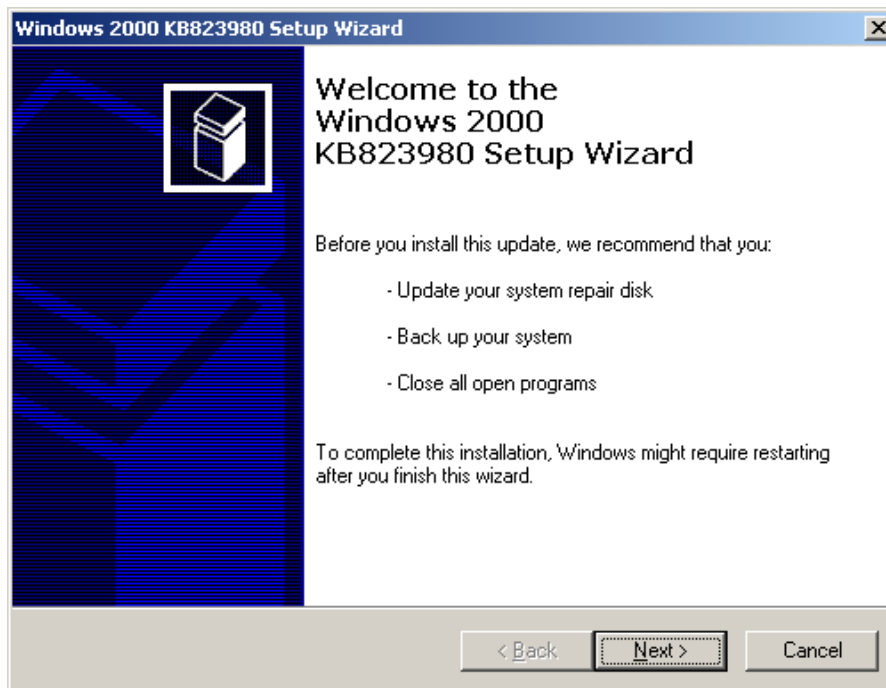 Windows 2000 KB823980 Setup Wizard
Welcome to the
Windows 2000
KB823980 Setup Wizard
Before you install this update, we recommend that you:
- Update your system repair disk
- Back up your system
- Close all open programs
To complete this installation, Windows might require restarting
after you finish this wizard.
< Back
Next >
Cancel